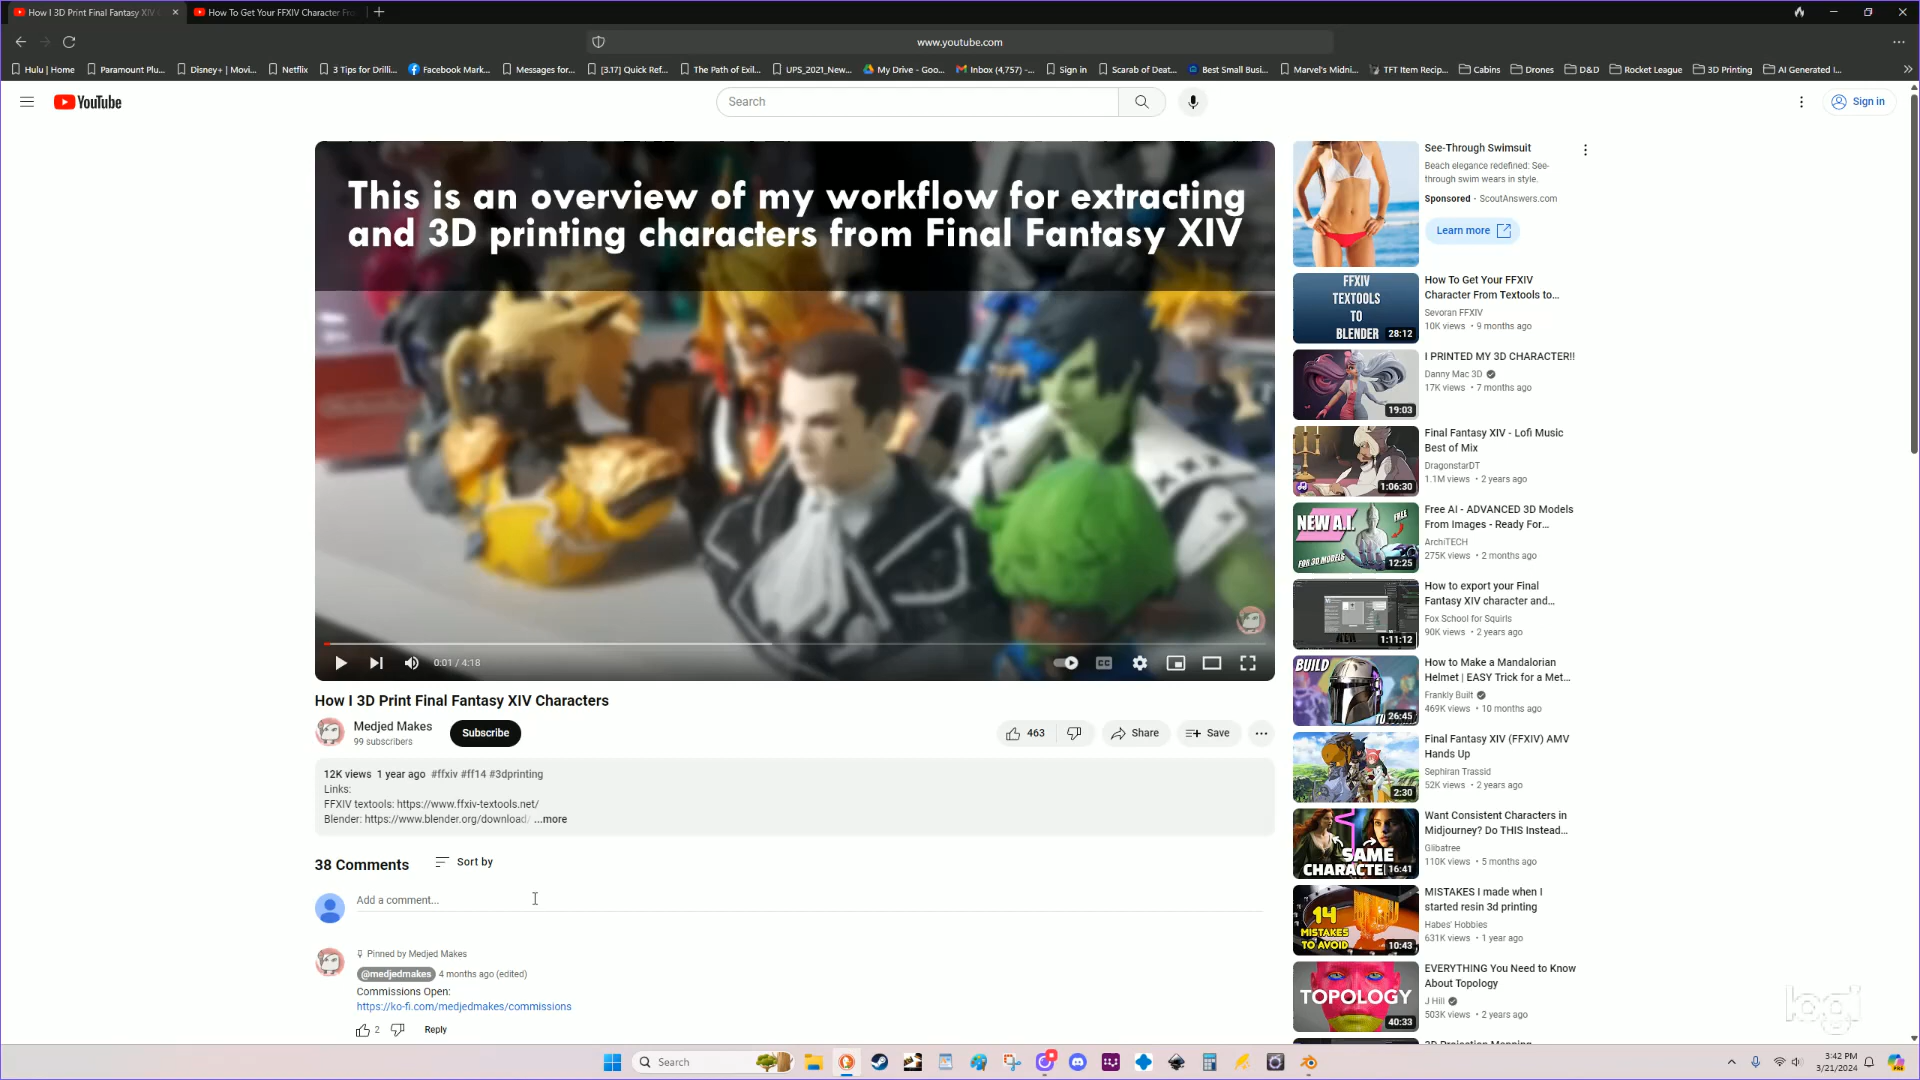 How I 3D Print Final Fantasy XIV
How To Get Your FFXIV Character Fro
www.youtube.com
Hulu | Home
Paramount Plu...
Disney+ | Movi...
Netflix
3 Tips for Drilli...
Facebook Mark...
Messages for...
[3.17] Quick Ref...
The Path of Exil...
UPS_2021_New...
My Drive - Goo...
Inbox (4,757) -...
Sign in
Scarab of Deat...
Best Small Busi...
Marvel's Midni...
TFT Item Recip...
Cabins
Drones
D&D
Rocket League
3D Printing
AI Generated I...
YouTube
Search
Sign in
This is an overview of my workflow for extracting
and 3D printing characters from Final Fantasy XIV
0:01 / 4:18
CC
How I 3D Print Final Fantasy XIV Characters
Medjed Makes
99 subscribers
Subscribe
463
Share
Save
12K views 1 year ago #ffxiv #ff14 #3dprinting
Links:
FFXIV textools: https://www.ffxiv-textools.net/
Blender: https://www.blender.org/download/ ...more
38 Comments
Sort by
Add a comment...
Pinned by Medjed Makes
@medjedmakes 4 months ago (edited)
Commissions Open:
https://ko-fi.com/medjedmakes/commissions
2
Reply
See-Through Swimsuit
Beach elegance redefined: See-
through swim wears in style.
Sponsored · ScoutAnswers.com
Learn more
FFXIV
TEXTOOLS
TO
BLENDER
28:12
How To Get Your FFXIV
Character From Textools to...
Sevoran FFXIV
10K views • 9 months ago
19:03
I PRINTED MY 3D CHARACTER!!
Danny Mac 3D
17K views • 7 months ago
1:06:30
Final Fantasy XIV - Lofi Music
Best of Mix
DragonstarDT
1.1M views • 2 years ago
NEW A.I.
FREE
FOR 3D MODELS
12:25
Free AI - ADVANCED 3D Models
From Images - Ready For...
ArchiTECH
275K views • 2 months ago
1:11:12
How to export your Final
Fantasy XIV character and...
Fox School for Squirls
90K views • 2 years ago
BUILD
26:45
How to Make a Mandalorian
Helmet | EASY Trick for a Met...
Frankly Built
469K views • 10 months ago
2:30
Final Fantasy XIV (FFXIV) AMV
Hands Up
Sephiran Trassid
52K views • 2 years ago
SAME
CHARACTE
16:41
Want Consistent Characters in
Midjourney? Do THIS Instead...
Glibatree
110K views • 5 months ago
14
MISTAKES
TO AVOID
10:43
MISTAKES I made when I
started resin 3d printing
Habes' Hobbies
631K views • 1 year ago
TOPOLOGY
40:33
EVERYTHING You Need to Know
About Topology
J Hill
503K views • 2 years ago
logi
Search
3:42 PM
3/21/2024